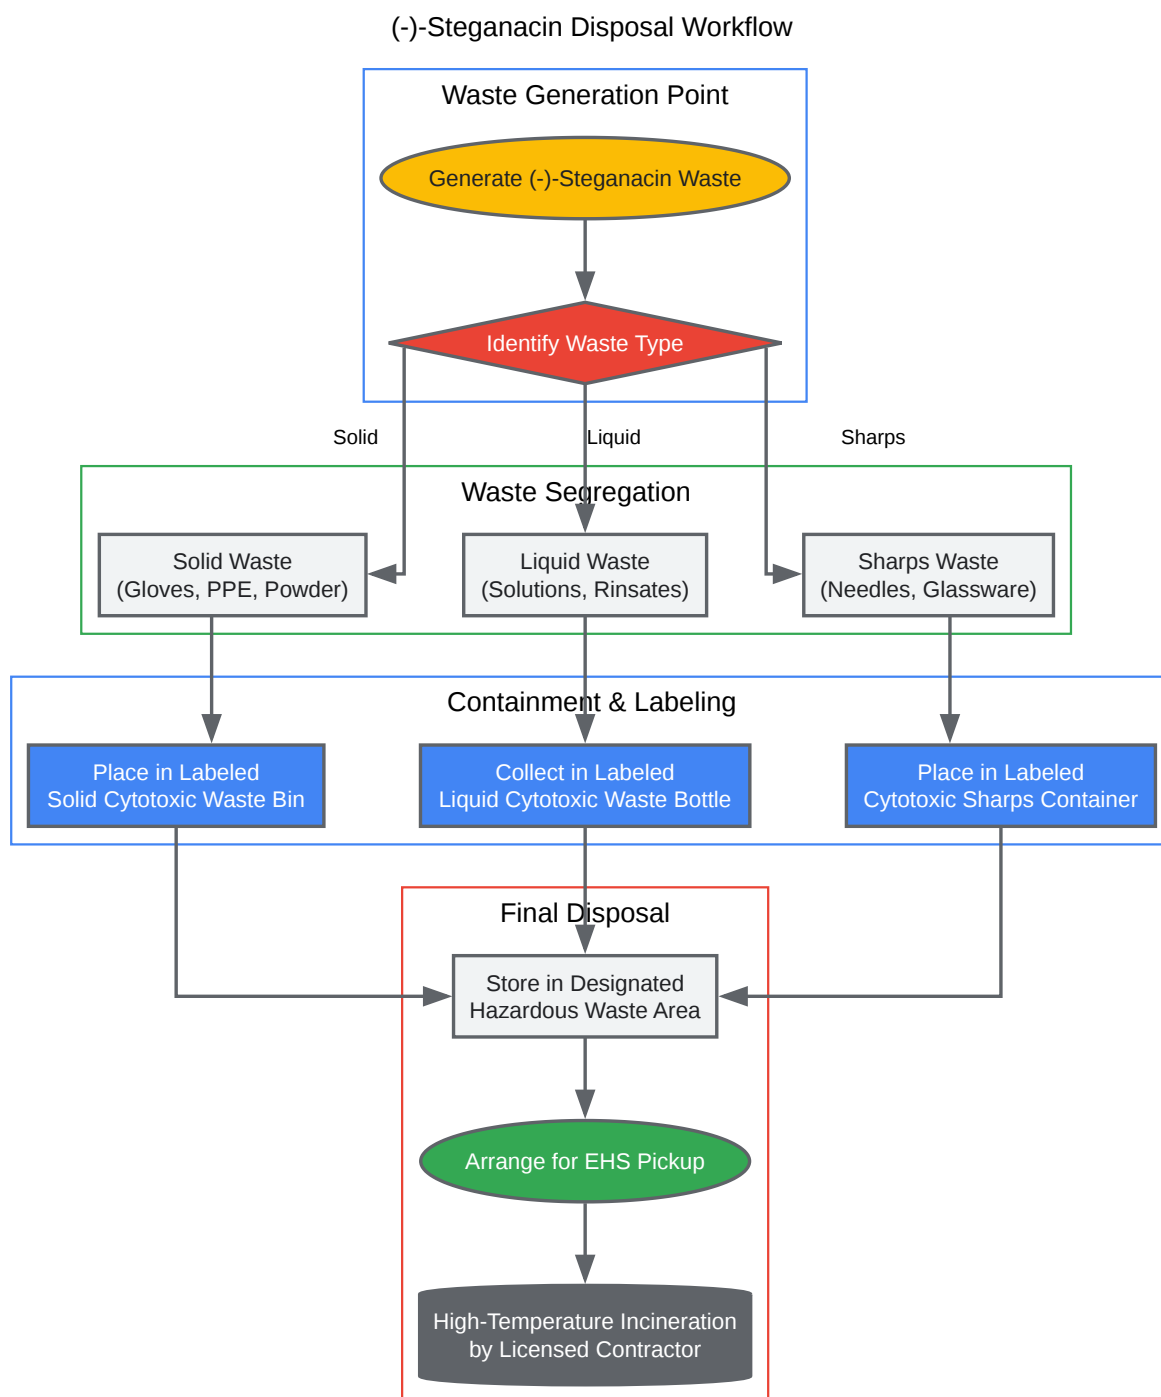 (-)-Steganacin Disposal Workflow
Waste Generation Point
Generate (-)-Steganacin Waste
Identify Waste Type
Solid
Liquid
Sharps
Waste Segregation
Solid Waste
(Gloves, PPE, Powder)
Liquid Waste
(Solutions, Rinsates)
Sharps Waste
(Needles, Glassware)
Containment & Labeling
Place in Labeled
Solid Cytotoxic Waste Bin
Collect in Labeled
Liquid Cytotoxic Waste Bottle
Place in Labeled
Cytotoxic Sharps Container
Final Disposal
Store in Designated
Hazardous Waste Area
Arrange for EHS Pickup
High-Temperature Incineration
by Licensed Contractor